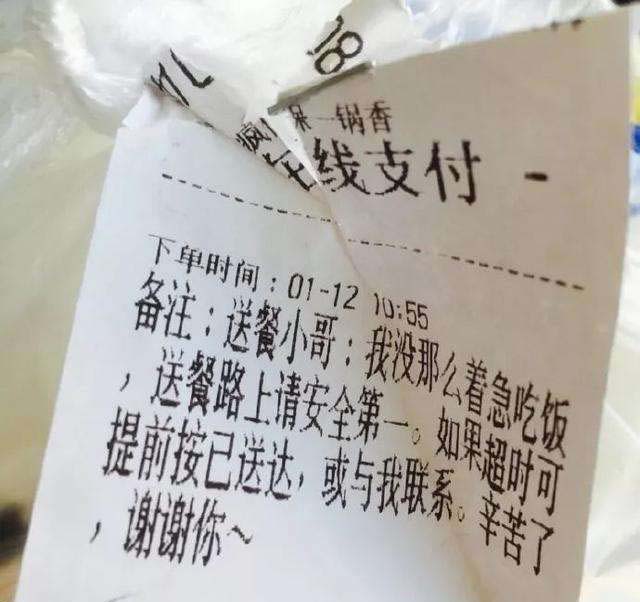 78
一锅香
在线支付 -
下单时间：01-12 10:55
备注：送餐小哥：我没那么着急吃饭
，送餐路上请安全第一。如果超时可
提前按已送达，或与我联系。辛苦了
，谢谢你～